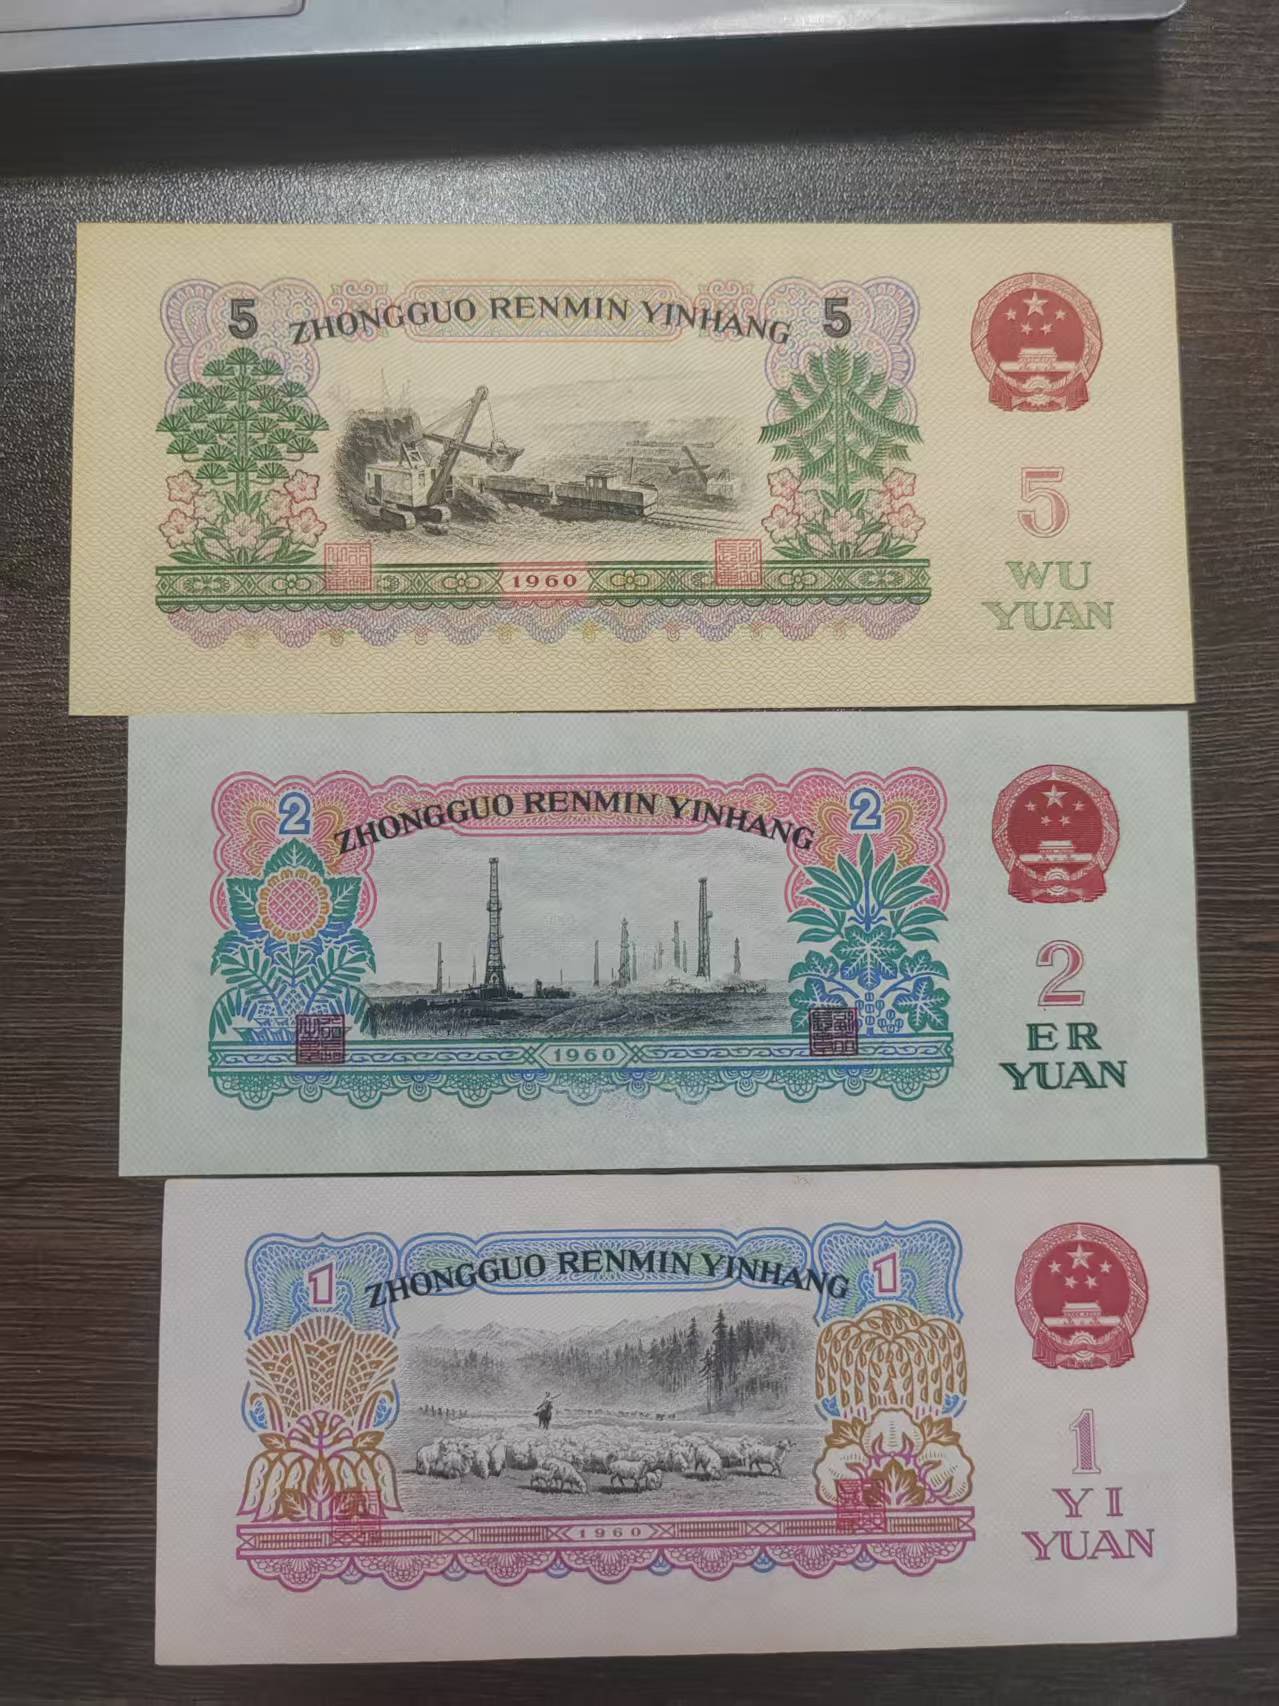 5 ZHONGGUO RENMIN YINHANG 5
5
WU
YUAN
1960
2 ZHONGGUO RENMIN YINHANG 2
2
ER
YUAN
1960
1 ZHONGGUO RENMIN YINHANG 1
1
YI
YUAN
1960